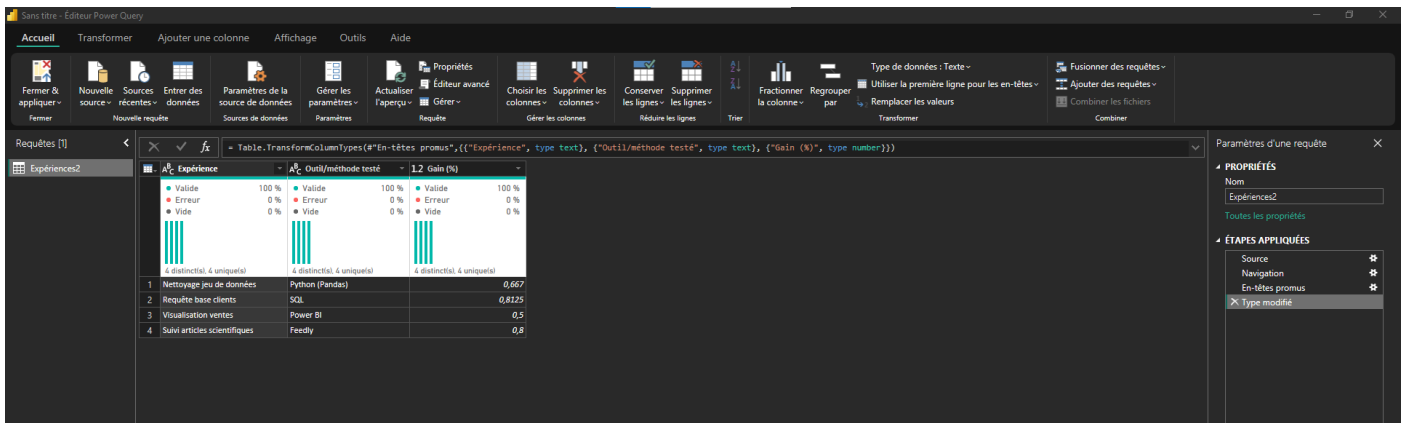 Sans titre - Éditeur Power Query
Accueil Transformer Ajouter une colonne Affichage Outils Aide
Fermer & appliquer
Nouvelle source
Sources récentes
Entrer des données
Paramètres de la source de données
Gérer les paramètres
Actualiser l'aperçu
Propriétés
Éditeur avancé
Gérer
Choisir les colonnes
Supprimer les colonnes
Conserver les lignes
Supprimer les lignes
Fractionner la colonne
Regrouper par
Type de données : Texte
Utiliser la première ligne pour les en-têtes
Remplacer les valeurs
Fusionner des requêtes
Ajouter des requêtes
Combiner les fichiers
Fermer Nouvelle requête Sources de données Paramètres Requête Gérer les colonnes Réduire les lignes Trier Transformer Combiner
Requêtes [1]
Expériences2
fx = Table.TransformColumnTypes(#"En-têtes promus",{{"Expérience", type text}, {"Outil/méthode testé", type text}, {"Gain (%)", type number}})
ABC Expérience ABC Outil/méthode testé 1.2 Gain (%)
Valide 100 % Valide 100 % Valide 100 %
Erreur 0 % Erreur 0 % Erreur 0 %
Vide 0 % Vide 0 % Vide 0 %
4 distinct(s), 4 unique(s) 4 distinct(s), 4 unique(s) 4 distinct(s), 4 unique(s)
1 Nettoyage jeu de données Python (Pandas) 0,667
2 Requête base clients SQL 0,8125
3 Visualisation ventes Power BI 0,5
4 Suivi articles scientifiques Feedly 0,8
Paramètres d'une requête
PROPRIÉTÉS
Nom
Expériences2
Toutes les propriétés
ÉTAPES APPLIQUÉES
Source
Navigation
En-têtes promus
Type modifié